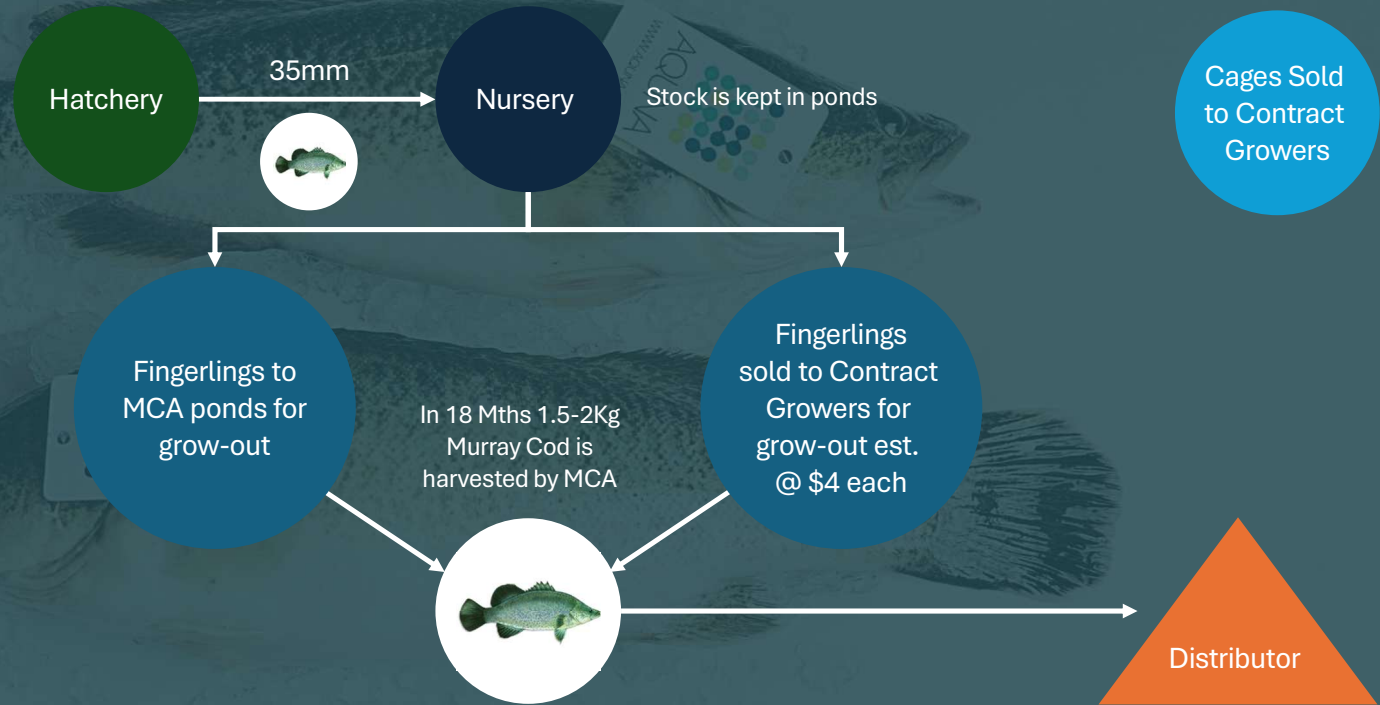 Hatchery
35mm
Nursery
Stock is kept in ponds
AQUNA
Cages Sold
to Contract
Growers
Fingerlings to
MCA ponds for
grow-out
In 18 Mths 1.5-2Kg
Murray Cod is
harvested by MCA
Fingerlings
sold to Contract
Growers for
grow-out est.
@ $4 each
Distributor